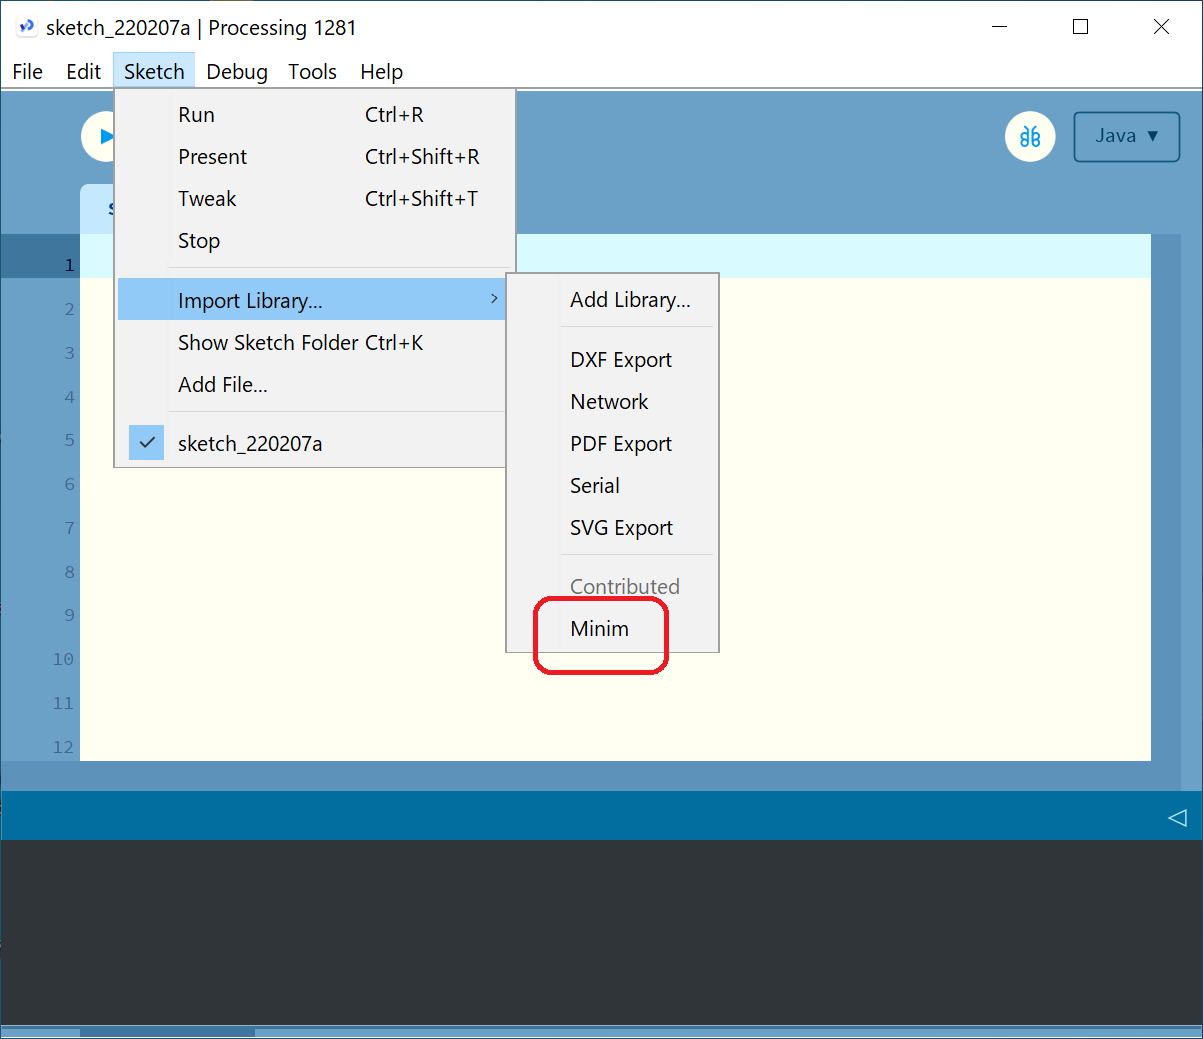 sketch_220207a | Processing 1281
File Edit Sketch Debug Tools Help
Run Ctrl+R
Present Ctrl+Shift+R
Tweak Ctrl+Shift+T
Stop
Import Library...
Show Sketch Folder Ctrl+K
Add File...
sketch_220207a
Java
Add Library...
DXF Export
Network
PDF Export
Serial
SVG Export
Contributed
Minim
1
2
3
4
5
6
7
8
9
10
11
12